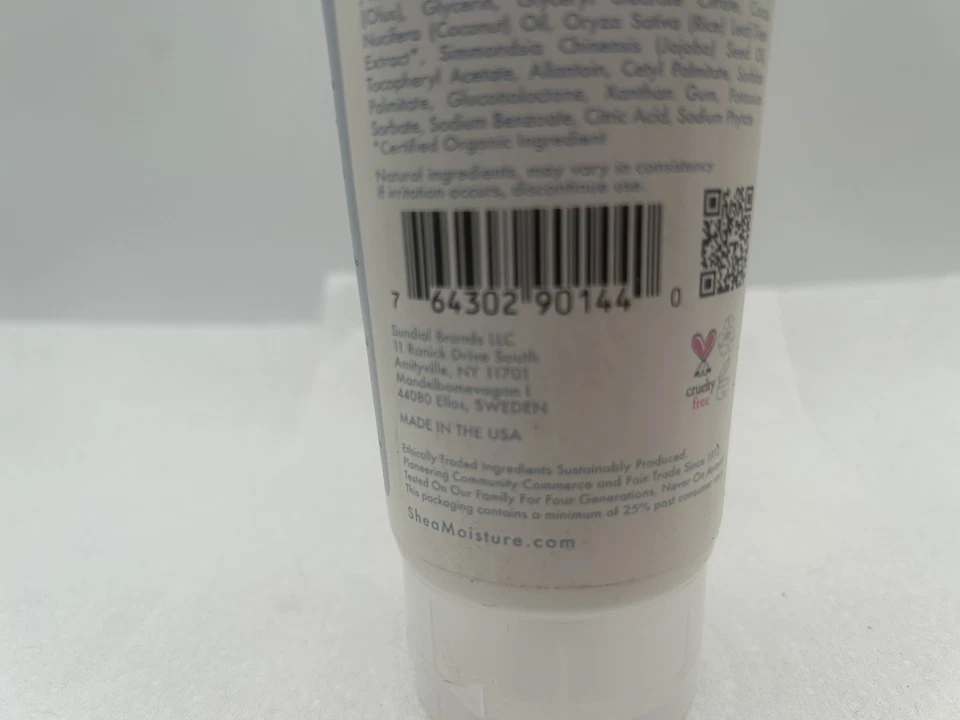 (Olus), Glycerin, Glyceryl Stearate Citrate, Cocos
Nucifera (Coconut) Oil, Oryza Sativa (Rice)
Extract*, Simmondsia Chinensis (Jojoba) Seed Oil,
Tocopheryl Acetate, Allantoin, Cetyl Palmitate, Sorbitan
Palmitate, Gluconolactone, Xanthan Gum, Potassium
Sorbate, Sodium Benzoate, Citric Acid, Sodium Phytate
*Certified Organic Ingredient
Natural ingredients, may vary in consistency
If irritation occurs, discontinue use.
7 64302 90144 0
Sundial Brands LLC
11 Ranick Drive South
Amityville, NY 11701
Mandelbomsvagen 1
44080 Ellos, SWEDEN
MADE IN THE USA
cruelty
free
Ethically Traded Ingredients Sustainably Produced.
Pioneering Community Commerce and Fair Trade Since
Tested On Our Family For Four Generations. Never On
This packaging contains a minimum of 25% post consumer
SheaMoisture.com